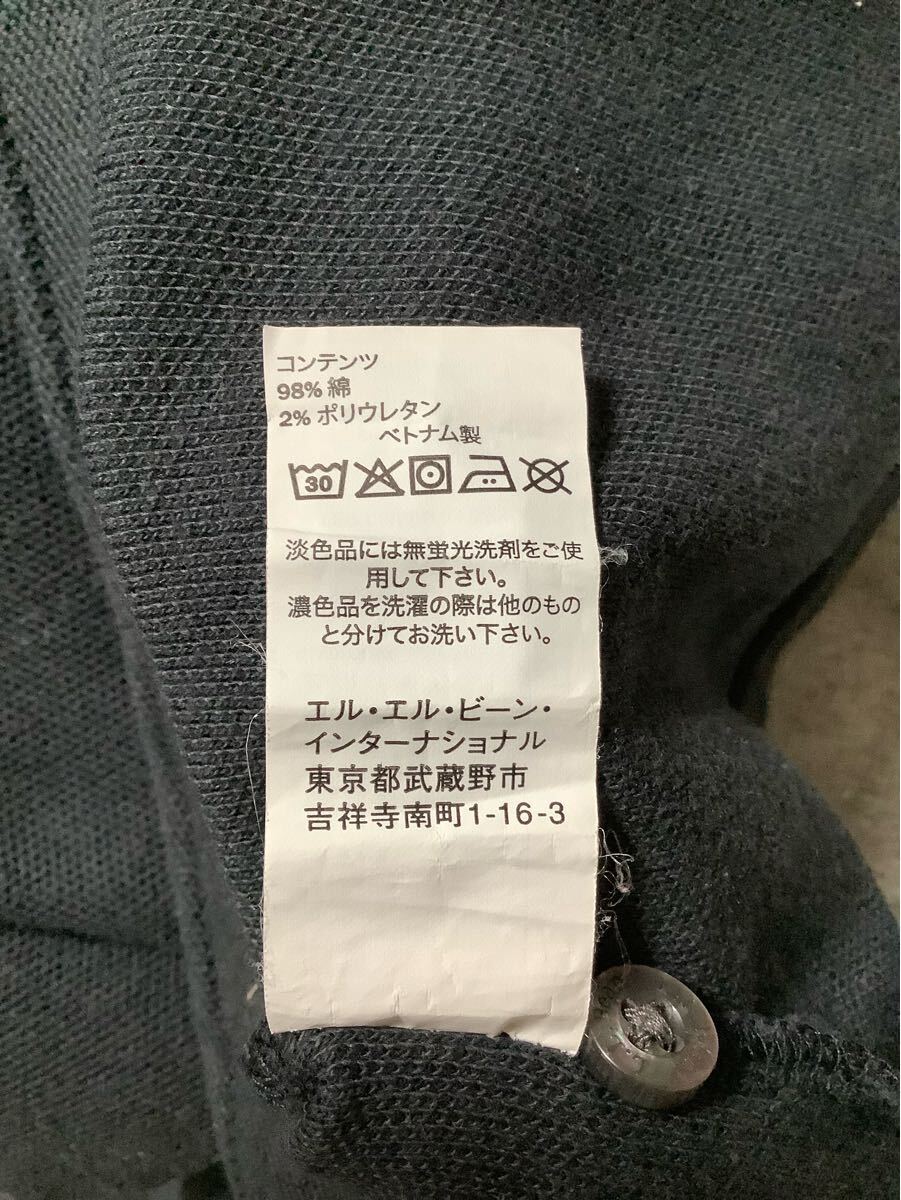 コンテンツ
98% 綿
2% ポリウレタン
ベトナム製
30
淡色品には無蛍光洗剤をご使
用して下さい。
濃色品を洗濯の際は他のもの
と分けてお洗い下さい。
エル・エル・ビーン・
インターナショナル
東京都武蔵野市
吉祥寺南町1-16-3